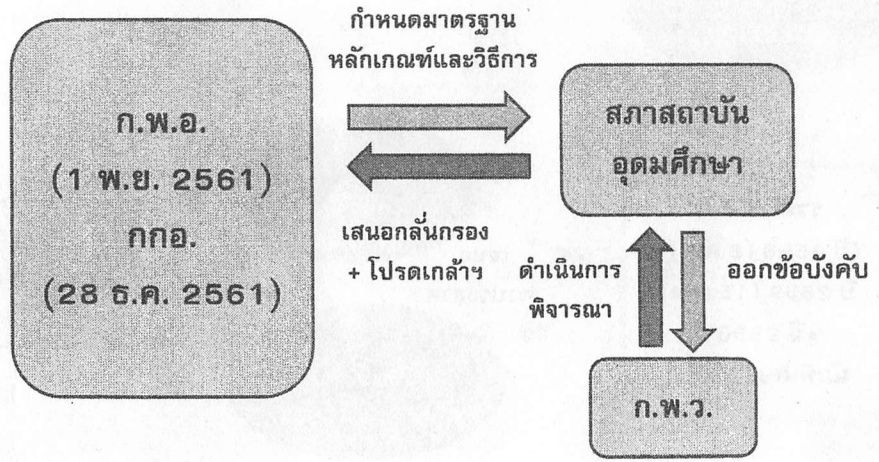 กำหนดมาตรฐาน
หลักเกณฑ์และวิธีการ
ก.พ.อ.
(1 พ.ย. 2561)
กกอ.
(28 ธ.ค. 2561)
สภาสถาบัน
อุดมศึกษา
เสนอกลั่นกรอง
+ โปรดเกล้าฯ
ดำเนินการ
พิจารณา
ออกข้อบังคับ
ก.พ.ว.